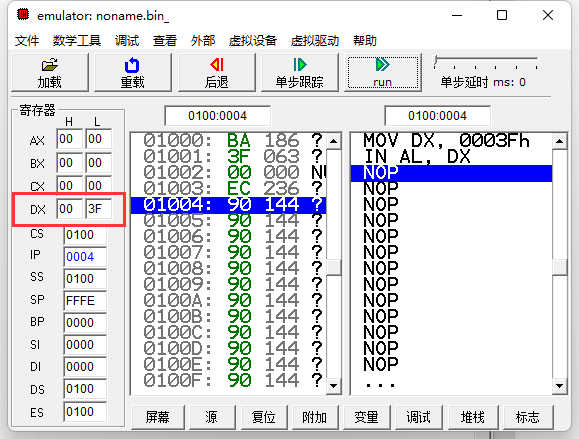 emulator: noname.bin_
文件 数学工具 调试 查看 外部 虚拟设备 虚拟驱动 帮助
加载 重载 后退 单步跟踪 run 单步延时 ms: 0
寄存器
H L
AX 00 00
BX 00 00
CX 00 00
DX 00 3F
CS 0100
IP 0004
SS 0100
SP FFFE
BP 0000
SI 0000
DI 0000
DS 0100
ES 0100
0100:0004
01000: BA 186 ?
01001: 3F 063 ?
01002: 00 000 NU
01003: EC 236 ?
01004: 90 144 ?
01005: 90 144 ?
01006: 90 144 ?
01007: 90 144 ?
01008: 90 144 ?
01009: 90 144 ?
0100A: 90 144 ?
0100B: 90 144 ?
0100C: 90 144 ?
0100D: 90 144 ?
0100E: 90 144 ?
0100F: 90 144 ?
0100:0004
MOV DX, 0003Fh
IN AL, DX
NOP
NOP
NOP
NOP
NOP
NOP
NOP
NOP
NOP
NOP
NOP
NOP
NOP
...
屏幕 源 复位 附加 变量 调试 堆栈 标志